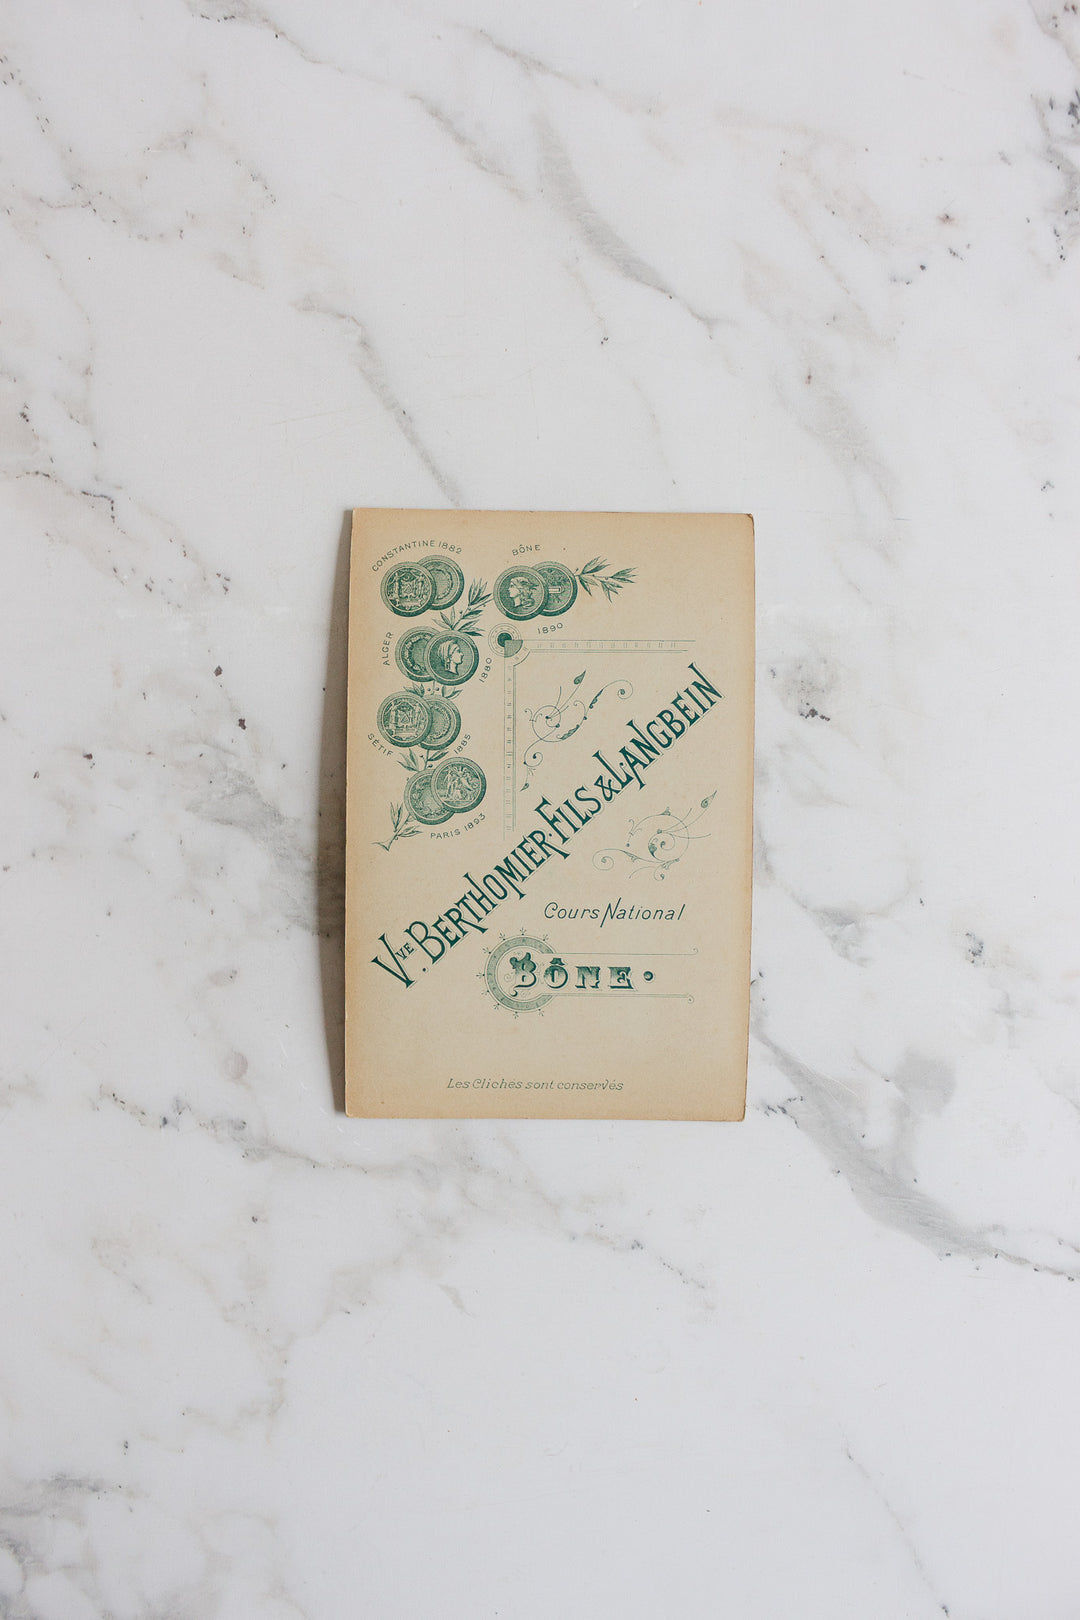 CONSTANTINE 1882
BÔNE
1890
ALGER
1880
SÉTIF
1885
PARIS 1893
Vve. BERTHOMIER·FILS & L·LANGBEIN
Cours National
BÔNE·
Les Clichés sont conservés